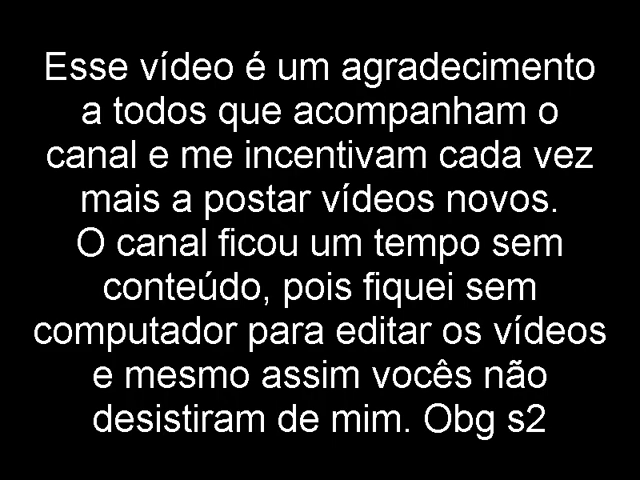 Esse vídeo é um agradecimento
a todos que acompanham o
canal e me incentivam cada vez
mais a postar vídeos novos.
O canal ficou um tempo sem
conteúdo, pois fiquei sem
computador para editar os vídeos
e mesmo assim vocês não
desistiram de mim. Obg s2